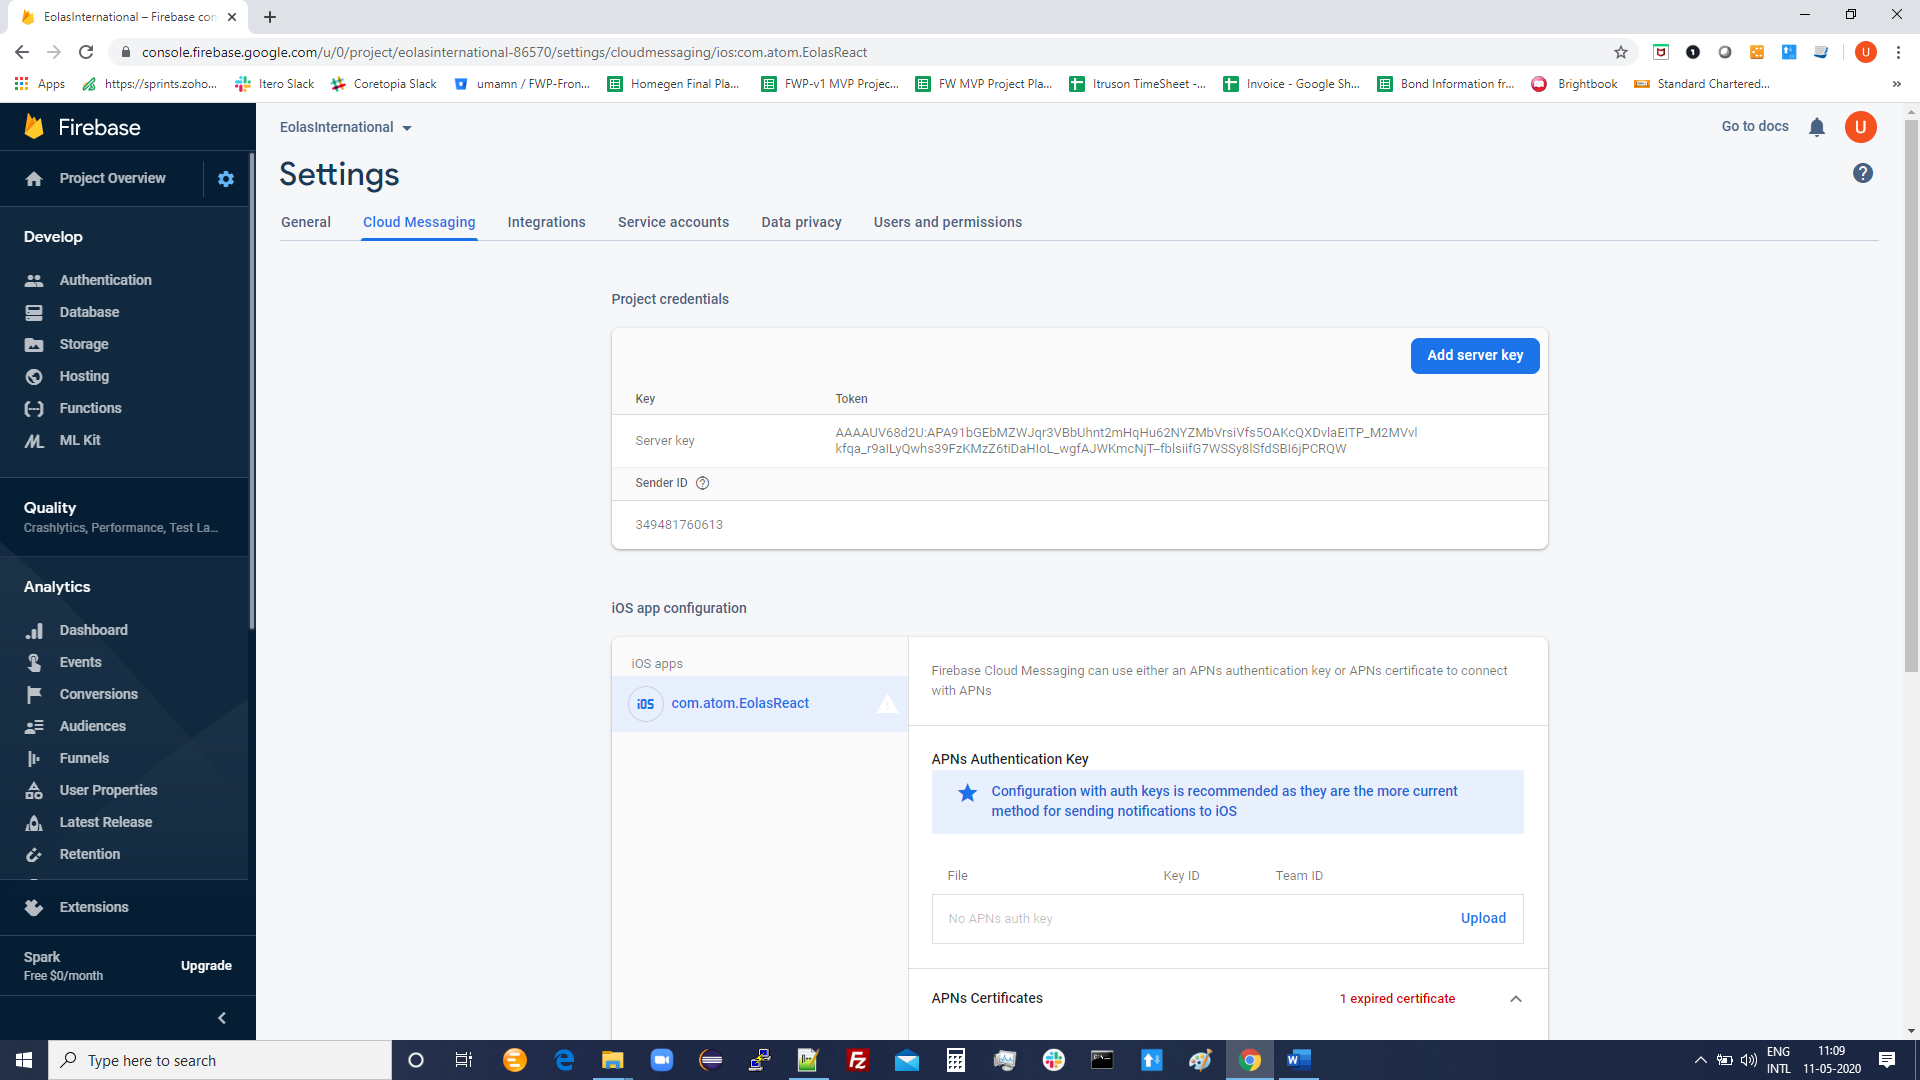 EolasInternational – Firebase con
console.firebase.google.com/u/0/project/eolasinternational-86570/settings/cloudmessaging/ios:com.atom.EolasReact
U
Apps
https://sprints.zoho...
Itero Slack
Coretopia Slack
umamn / FWP-Fron...
Homegen Final Pla...
FWP-v1 MVP Projec...
FW MVP Project Pla...
Itruson TimeSheet -...
Invoice - Google Sh...
Bond Information fr...
Brightbook
Standard Chartered...
»
Firebase
EolasInternational
Go to docs
U
Project Overview
Settings
?
General
Cloud Messaging
Integrations
Service accounts
Data privacy
Users and permissions
Develop
Authentication
Database
Storage
Hosting
Functions
ML Kit
Quality
Crashlytics, Performance, Test La...
Analytics
Dashboard
Events
Conversions
Audiences
Funnels
User Properties
Latest Release
Retention
Extensions
Spark
Free $0/month
Upgrade
Project credentials
Add server key
Key
Token
Server key
AAAAUV68d2U:APA91bGEbMZWJqr3VBbUhnt2mHqHu62NYZMbVrsiVfs5OAKcQXDvlaEITP_M2MVvl
kfqa_r9aILyQwhs39FzKMzZ6tiDaHIoL_wgfAJWKmcNjT--fblsiifG7WSSy8lSfdSBI6jPCRQW
Sender ID ?
349481760613
iOS app configuration
iOS apps
iOS
com.atom.EolasReact
Firebase Cloud Messaging can use either an APNs authentication key or APNs certificate to connect
with APNs
APNs Authentication Key
Configuration with auth keys is recommended as they are the more current
method for sending notifications to iOS
File
Key ID
Team ID
No APNs auth key
Upload
APNs Certificates
1 expired certificate
Type here to search
ENG
INTL
11:09
11-05-2020